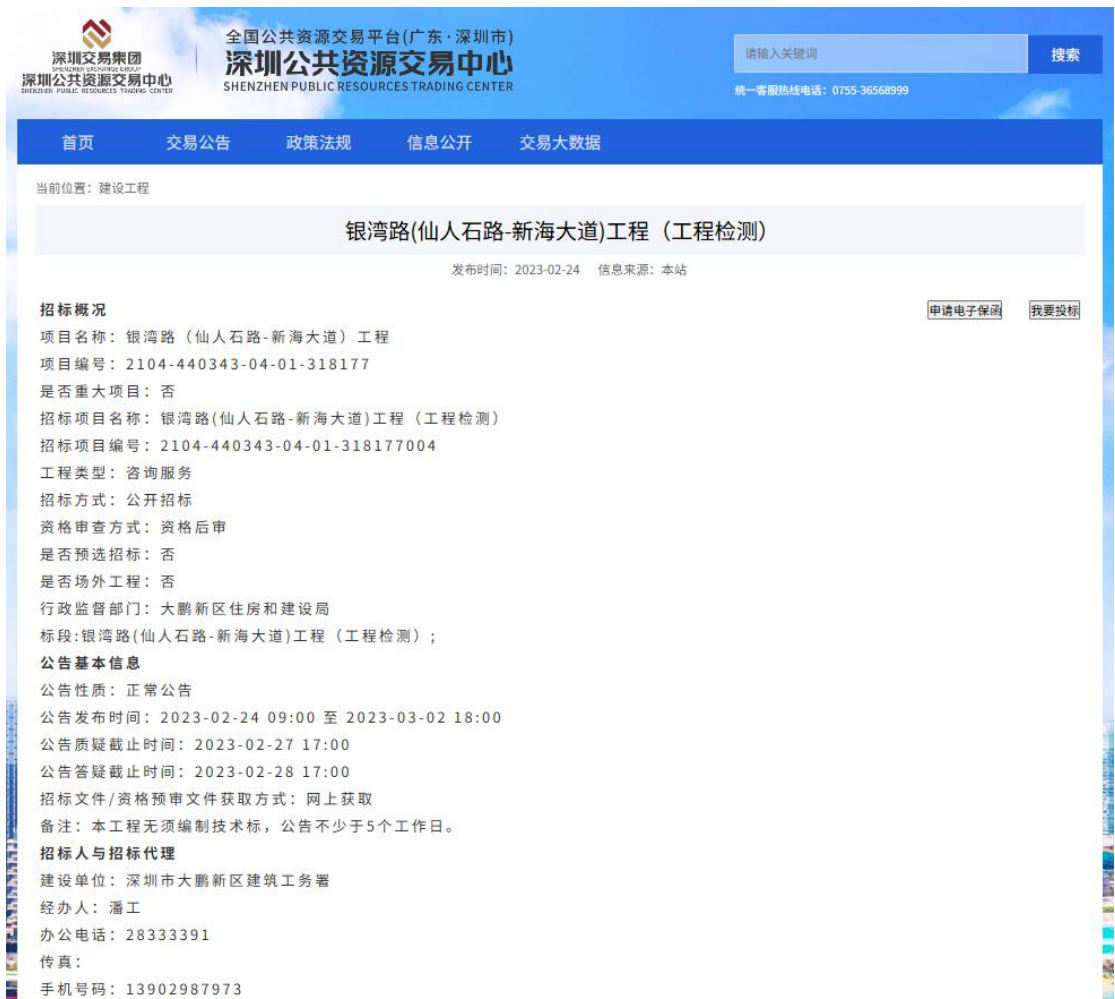 深圳交易集团
SHENZHEN EXCHANGE GROUP
深圳公共资源交易中心
SHENZHEN PUBLIC RESOURCES TRADING CENTER
全国公共资源交易平台(广东·深圳市)
深圳公共资源交易中心
SHENZHEN PUBLIC RESOURCES TRADING CENTER
请输入关键词
搜索
统一客服热线电话：0755-36568999
首页 交易公告 政策法规 信息公开 交易大数据
当前位置：建设工程
银湾路(仙人石路-新海大道)工程（工程检测）
发布时间：2023-02-24 信息来源：本站
招标概况
申请电子保函 我要投标
项目名称：银湾路（仙人石路-新海大道）工程
项目编号：2104-440343-04-01-318177
是否重大项目：否
招标项目名称：银湾路(仙人石路-新海大道)工程（工程检测）
招标项目编号：2104-440343-04-01-318177004
工程类型：咨询服务
招标方式：公开招标
资格审查方式：资格后审
是否预选招标：否
是否场外工程：否
行政监督部门：大鹏新区住房和建设局
标段:银湾路(仙人石路-新海大道)工程（工程检测）;
公告基本信息
公告性质：正常公告
公告发布时间：2023-02-24 09:00 至 2023-03-02 18:00
公告质疑截止时间：2023-02-27 17:00
公告答疑截止时间：2023-02-28 17:00
招标文件/资格预审文件获取方式：网上获取
备注：本工程无须编制技术标，公告不少于5个工作日。
招标人与招标代理
建设单位：深圳市大鹏新区建筑工务署
经办人：潘工
办公电话：28333391
传真：
手机号码：13902987973